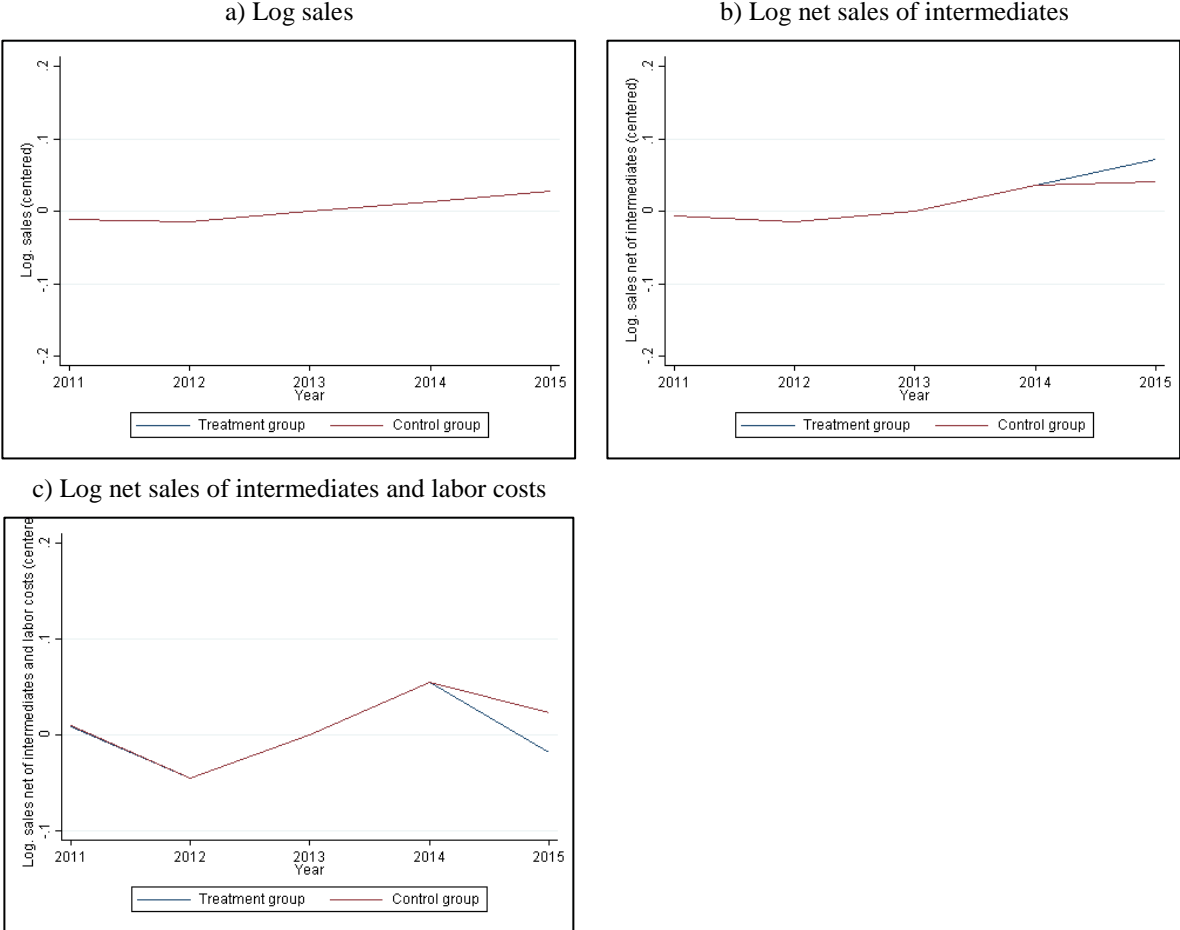 a) Log sales
b) Log net sales of intermediates
Log. sales (centered)
.2
.1
0
-.1
-.2
2011 2012 2013 2014 2015
Year
Treatment group Control group
Log. sales net of intermediates (centered)
.2
.1
0
-.1
-.2
2011 2012 2013 2014 2015
Year
Treatment group Control group
c) Log net sales of intermediates and labor costs
Log. sales net of intermediates and labor costs (centere
.2
.1
0
-.1
2011 2012 2013 2014 2015
Year
Treatment group Control group